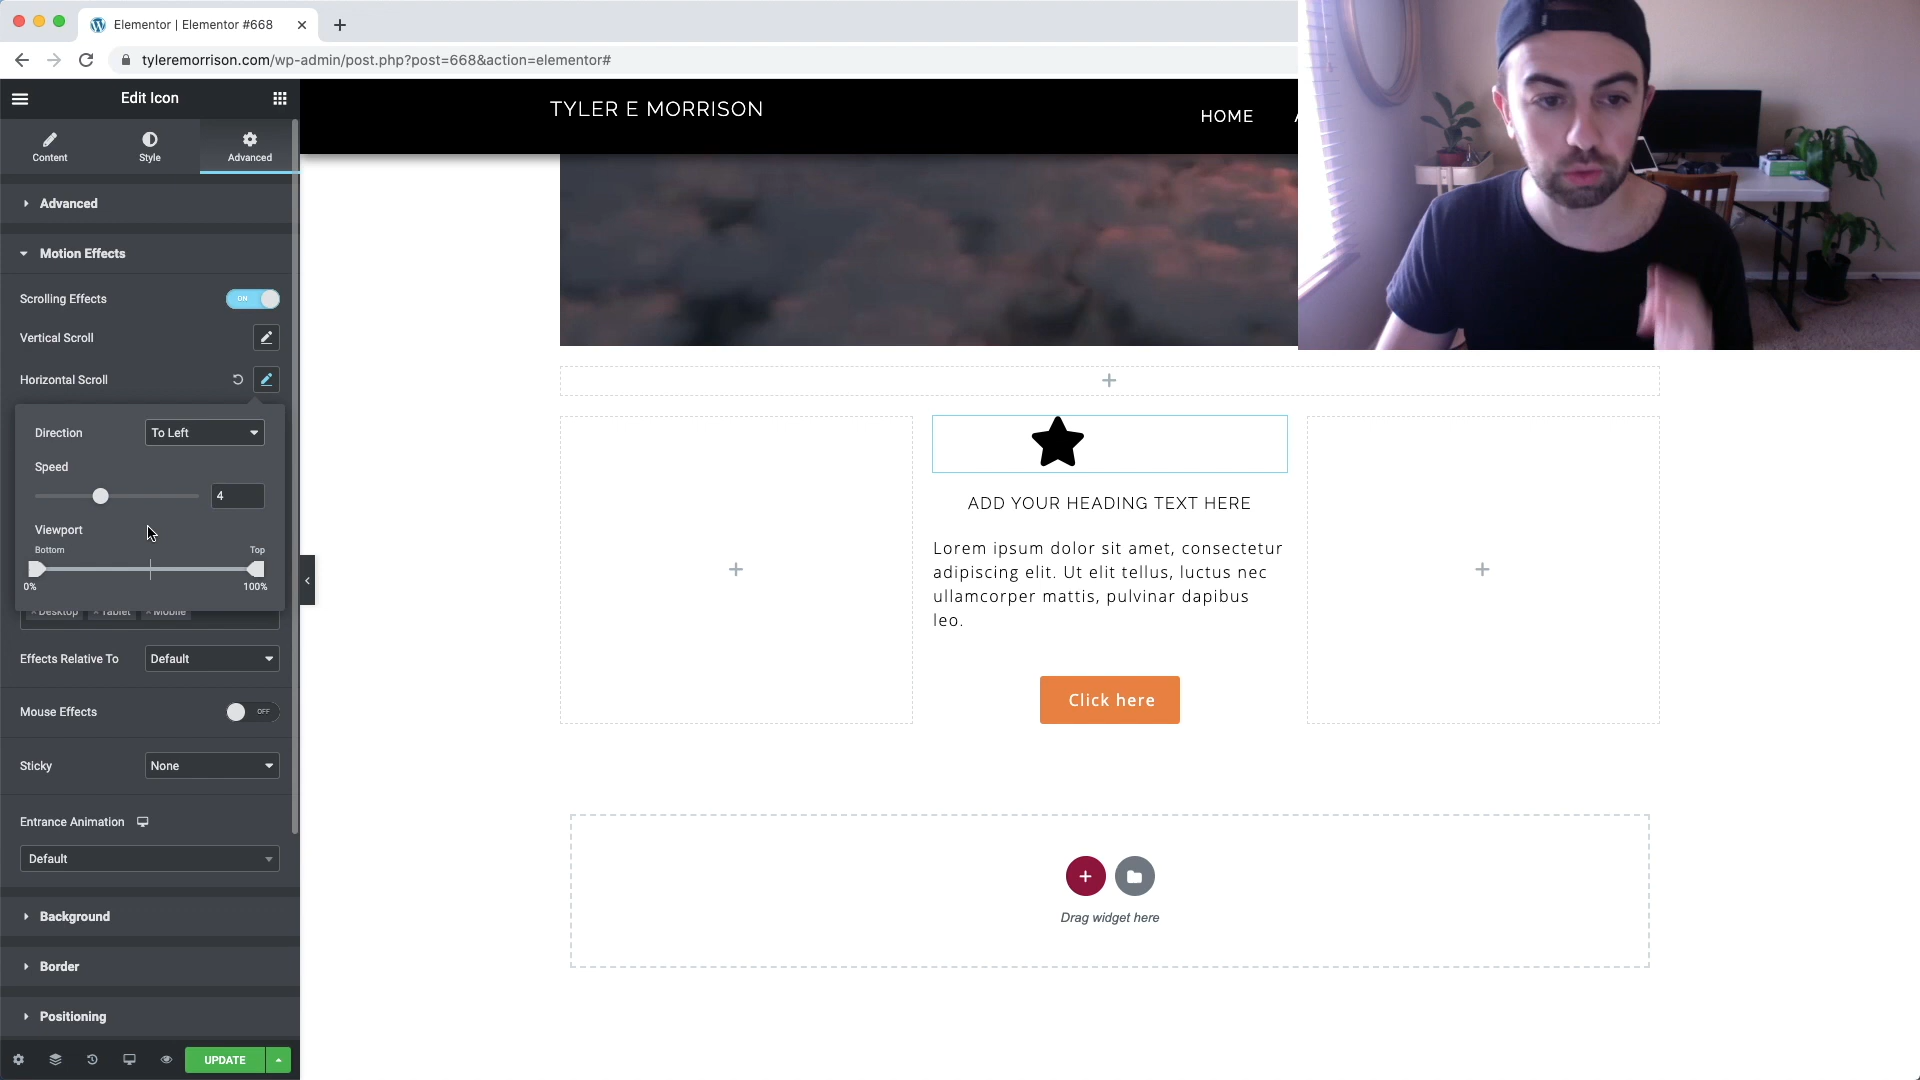 Elementor | Elementor #668
tyleremorrison.com/wp-admin/post.php?post=668&action=elementor#
Edit Icon
Content
Style
Advanced
Advanced
Motion Effects
Scrolling Effects
ON
Vertical Scroll
Horizontal Scroll
Direction
To Left
Speed
4
Viewport
Bottom
Top
0%
100%
× Desktop × Tablet × Mobile
Effects Relative To
Default
Mouse Effects
OFF
Sticky
None
Entrance Animation
Default
Background
Border
Positioning
UPDATE
TYLER E MORRISON
HOME
ADD YOUR HEADING TEXT HERE
Lorem ipsum dolor sit amet, consectetur
adipiscing elit. Ut elit tellus, luctus nec
ullamcorper mattis, pulvinar dapibus
leo.
Click here
Drag widget here